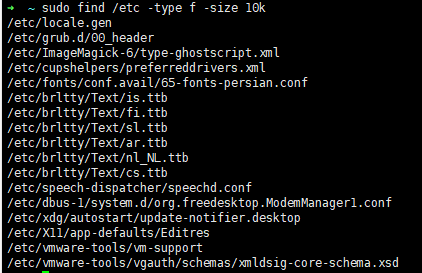 ➜  ~ sudo find /etc -type f -size 10k
/etc/locale.gen
/etc/grub.d/00_header
/etc/ImageMagick-6/type-ghostscript.xml
/etc/cupshelpers/preferreddrivers.xml
/etc/fonts/conf.avail/65-fonts-persian.conf
/etc/brltty/Text/is.ttb
/etc/brltty/Text/fi.ttb
/etc/brltty/Text/sl.ttb
/etc/brltty/Text/ar.ttb
/etc/brltty/Text/nl_NL.ttb
/etc/brltty/Text/cs.ttb
/etc/speech-dispatcher/speechd.conf
/etc/dbus-1/system.d/org.freedesktop.ModemManager1.conf
/etc/xdg/autostart/update-notifier.desktop
/etc/X11/app-defaults/Editres
/etc/vmware-tools/vm-support
/etc/vmware-tools/vgauth/schemas/xmldsig-core-schema.xsd